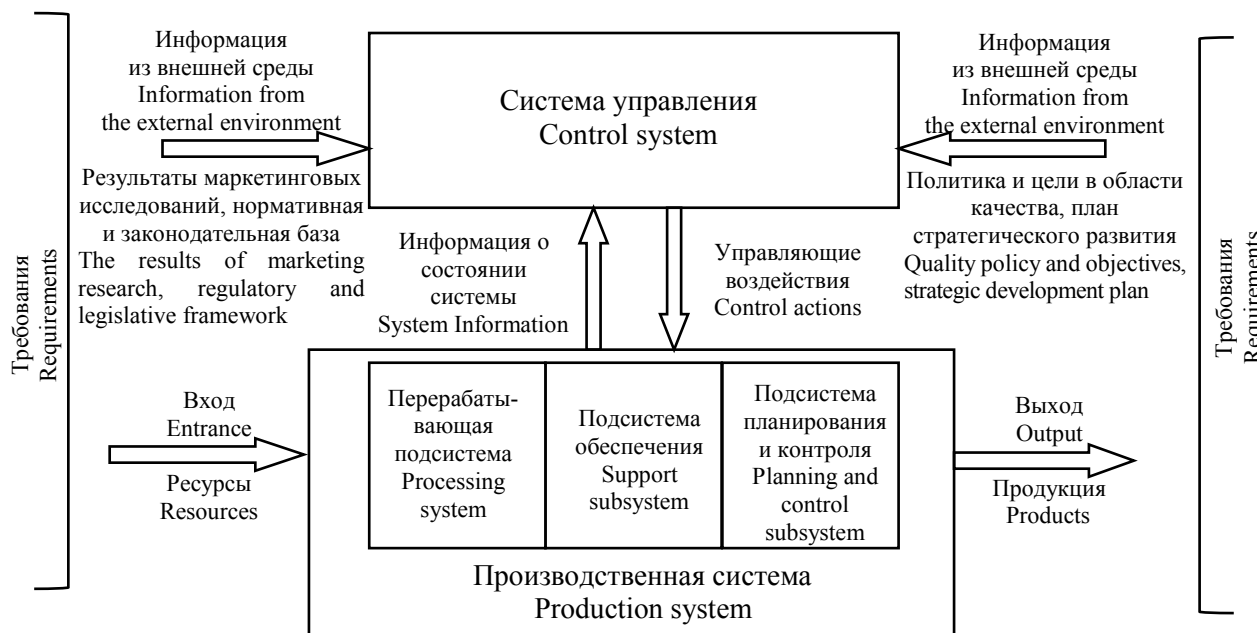 Требования
Requirements
Информация
из внешней среды
Information from
the external environment
Результаты маркетинговых
исследований, нормативная
и законодательная база
The results of marketing
research, regulatory and
legislative framework
Система управления
Control system
Информация
из внешней среды
Information from
the external environment
Политика и цели в области
качества, план
стратегического развития
Quality policy and objectives,
strategic development plan
Требования
Requirements
Информация о
состоянии
системы
System Information
Управляющие
воздействия
Control actions
Вход
Entrance
Ресурсы
Resources
Перерабаты-
вающая
подсистема
Processing
system
Подсистема
обеспечения
Support
subsystem
Подсистема
планирования
и контроля
Planning and
control
subsystem
Выход
Output
Продукция
Products
Производственная система
Production system